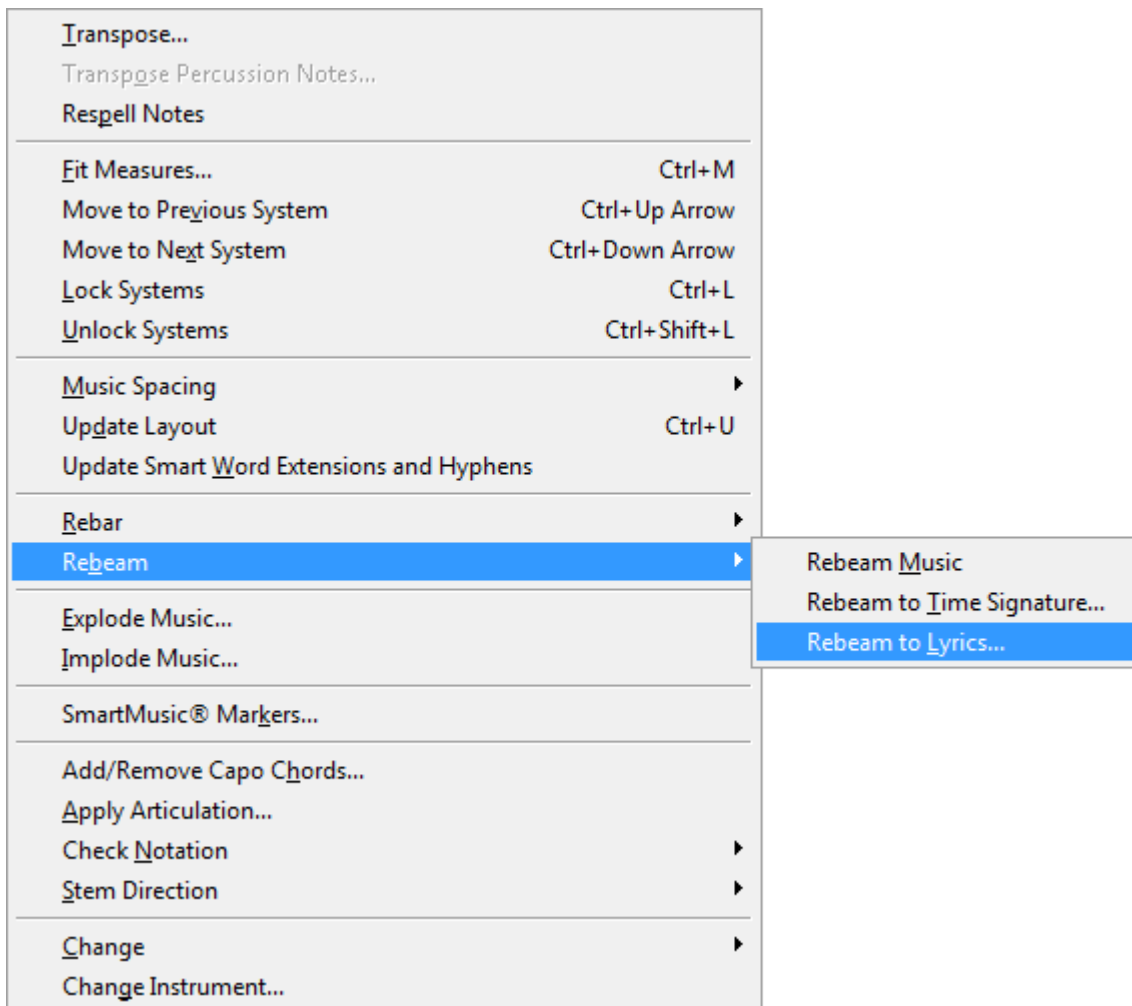 Transpose...
Transpose Percussion Notes...
Respell Notes
Fit Measures... Ctrl+M
Move to Previous System Ctrl+Up Arrow
Move to Next System Ctrl+Down Arrow
Lock Systems Ctrl+L
Unlock Systems Ctrl+Shift+L
Music Spacing
Update Layout Ctrl+U
Update Smart Word Extensions and Hyphens
Rebar
Rebeam
Rebeam Music
Rebeam to Time Signature...
Rebeam to Lyrics...
Explode Music...
Implode Music...
SmartMusic® Markers...
Add/Remove Capo Chords...
Apply Articulation...
Check Notation
Stem Direction
Change
Change Instrument...